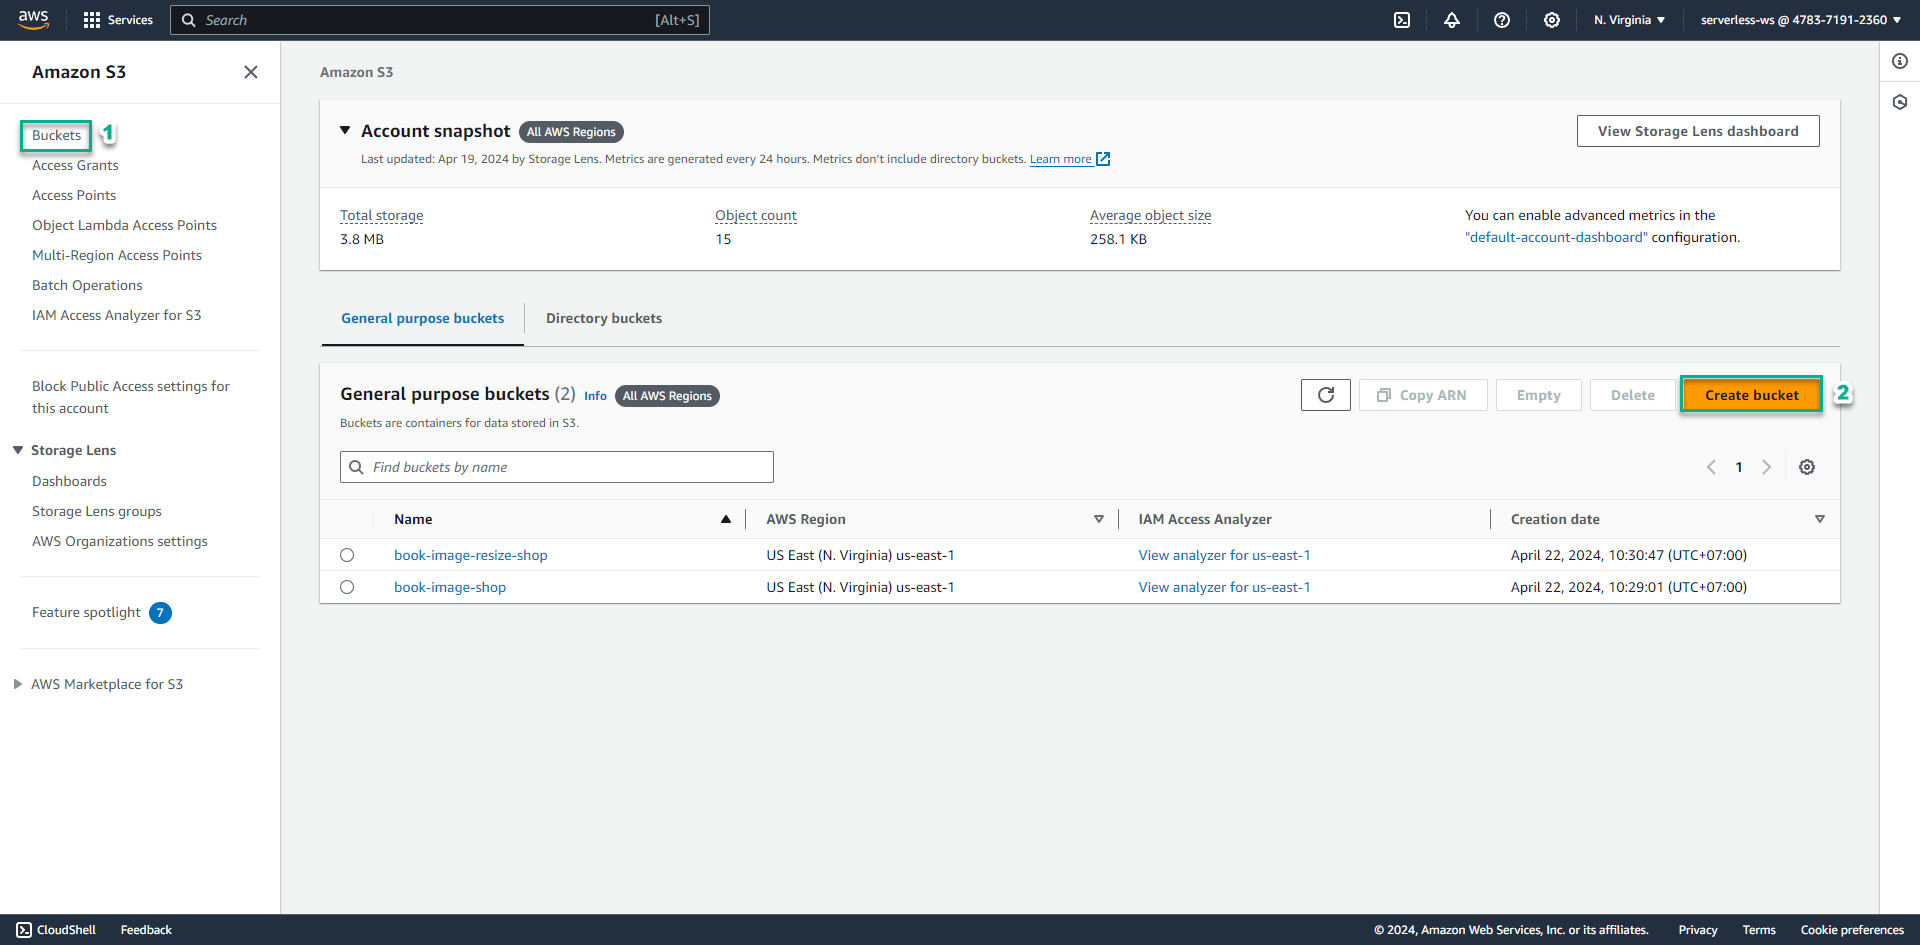 aws
Services
Search
[Alt+S]
N. Virginia
serverless-ws @ 4783-7191-2360
Amazon S3
Buckets
1
Access Grants
Access Points
Object Lambda Access Points
Multi-Region Access Points
Batch Operations
IAM Access Analyzer for S3
Block Public Access settings for
this account
Storage Lens
Dashboards
Storage Lens groups
AWS Organizations settings
Feature spotlight 7
AWS Marketplace for S3
Amazon S3
Account snapshot All AWS Regions
View Storage Lens dashboard
Last updated: Apr 19, 2024 by Storage Lens. Metrics are generated every 24 hours. Metrics don't include directory buckets. Learn more
Total storage
3.8 MB
Object count
15
Average object size
258.1 KB
You can enable advanced metrics in the
"default-account-dashboard" configuration.
General purpose buckets
Directory buckets
General purpose buckets (2) Info All AWS Regions
Copy ARN
Empty
Delete
Create bucket
2
Buckets are containers for data stored in S3.
Find buckets by name
1
Name AWS Region IAM Access Analyzer Creation date
book-image-resize-shop US East (N. Virginia) us-east-1 View analyzer for us-east-1 April 22, 2024, 10:30:47 (UTC+07:00)
book-image-shop US East (N. Virginia) us-east-1 View analyzer for us-east-1 April 22, 2024, 10:29:01 (UTC+07:00)
CloudShell
Feedback
© 2024, Amazon Web Services, Inc. or its affiliates.
Privacy
Terms
Cookie preferences